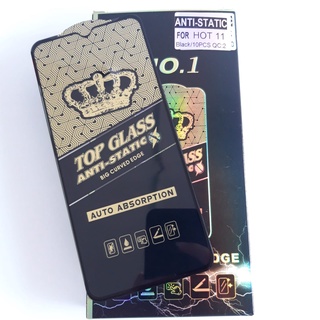 ANTI-STATIC
FOR HOT 11
Black/10PCS QC:2
NO.1
TOP GLASS
ANTI-STATIC
BIG CURVED EDGE
AUTO ABSORPTION
EDGE